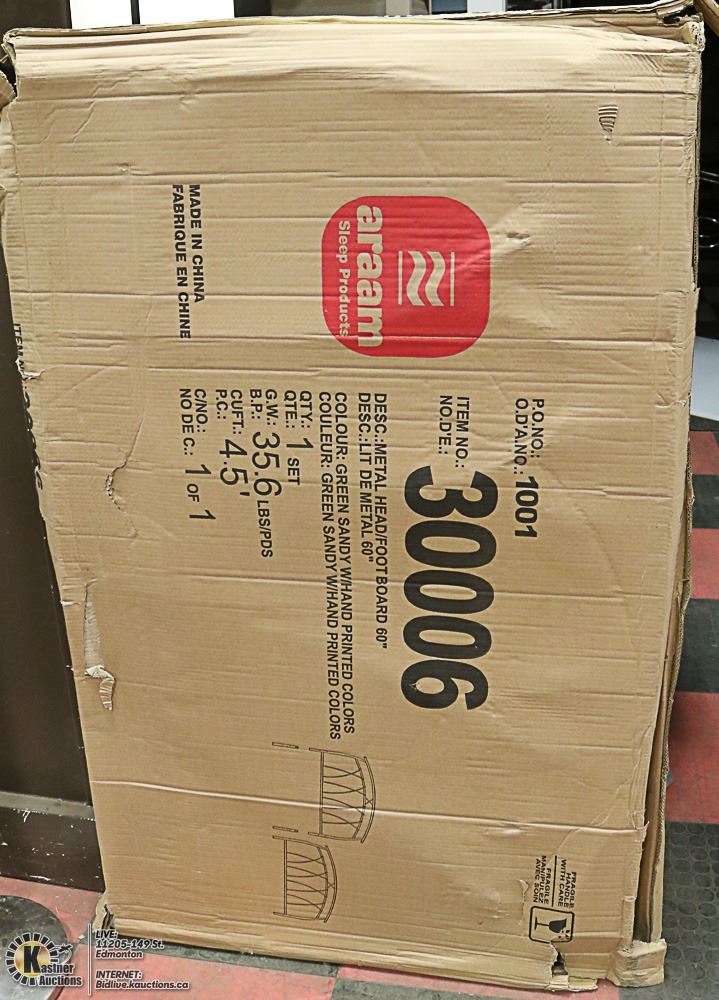 araam
Sleep Products
MADE IN CHINA
FABRIQUE EN CHINE
P.O.NO.:
O.D'A.NO.: 1001
ITEM NO.:
NO.D'E.: 30006
DESC.:METAL HEAD/FOOTBOARD 60"
DESC.:LIT DE METAL 60"
COLOUR: GREEN SANDY W/HAND PRINTED COLORS
COULEUR: GREEN SANDY W/HAND PRINTED COLORS
QTY.: 1 SET
QTE.:
G.W.: 35.6 LBS/PDS
B.P.:
CUFT.: 4.5'
P.C.:
C/NO.: 1 OF 1
NO DE C.:
FRAGILE
HANDLE
WITH CARE
FRAGILE
MANIPULEZ
AVEC SOIN
Kastner
Auctions
LIVE:
11205-149 St.
Edmonton
INTERNET:
Bidlive.kauctions.ca